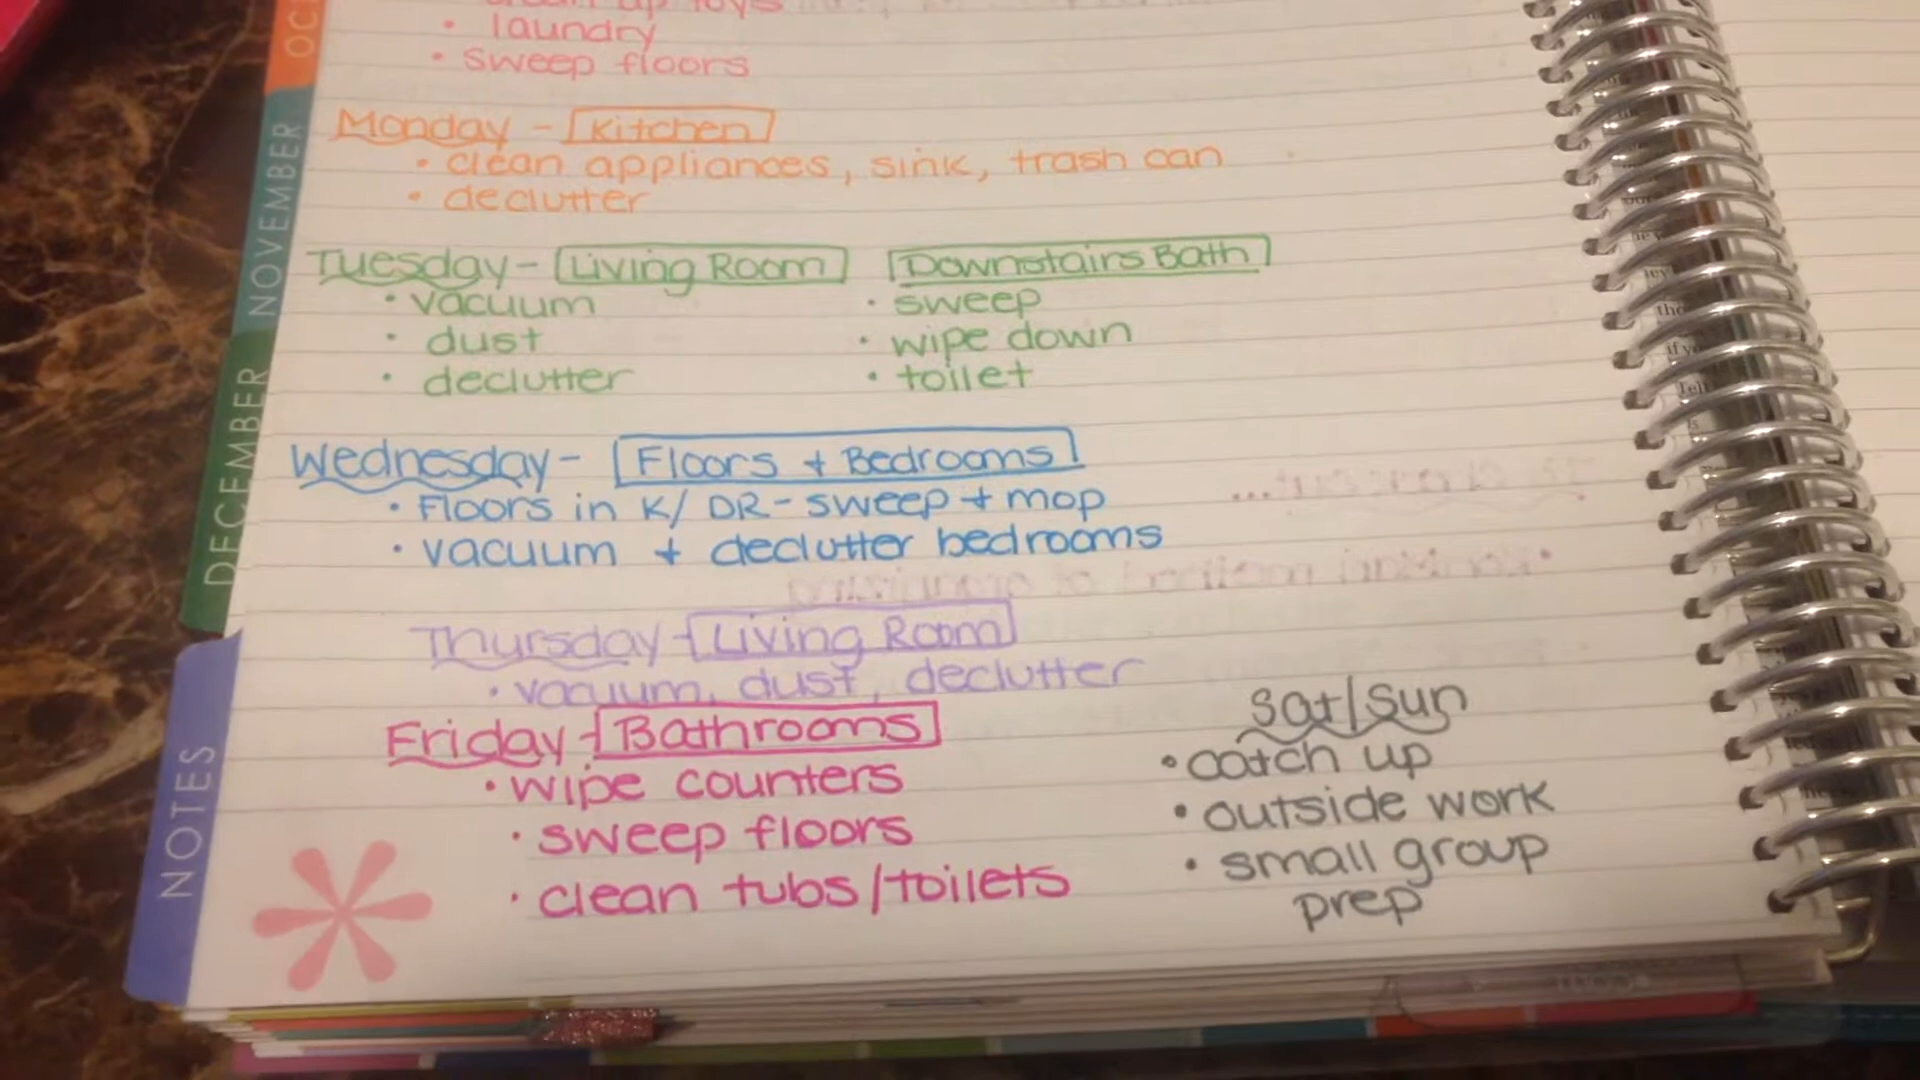 clean up toys
• laundry
• sweep floors
Monday - Kitchen
• clean appliances, sink, trash can
• declutter
Tuesday - Living Room Downstairs Bath
• vacuum • sweep
• dust • wipe down
• declutter • toilet
Wednesday - Floors + Bedrooms
• Floors in K/ DR - sweep + mop
• vacuum + declutter bedrooms
Thursday - Living Room
• vacuum, dust, declutter
Friday - Bathrooms
• wipe counters
• sweep floors
• clean tubs/toilets
Sat/Sun
• catch up
• outside work
• small group
prep
OCT
NOVEMBER
DECEMBER
NOTES